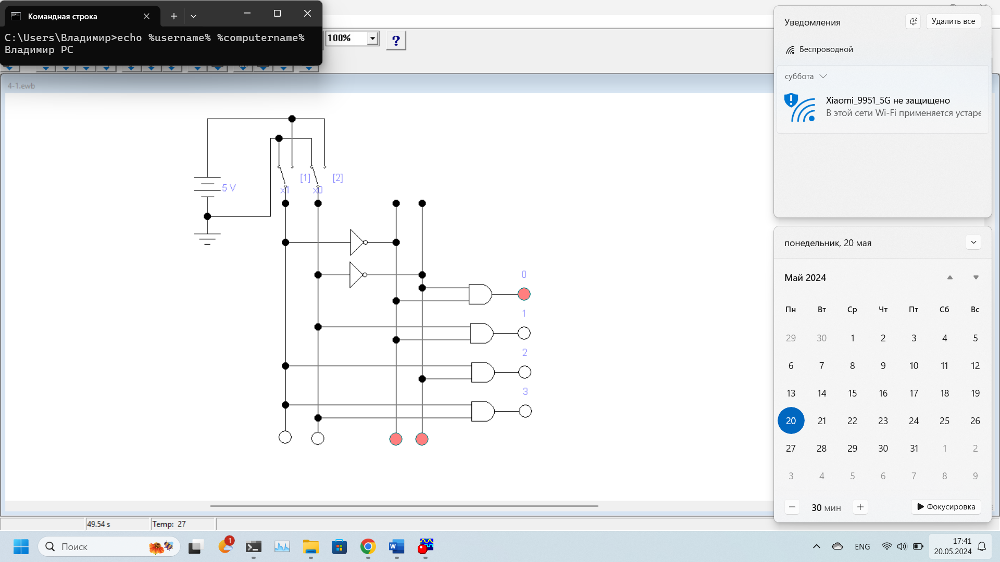 Командная строка
C:\Users\Владимир>echo %username% %computername%
Владимир PC
100%
?
4-1.ewb
5 V
[1]
[2]
x1
x0
0
1
2
3
49.54 s
Temp: 27
Уведомления
Удалить все
Беспроводной
суббота
Xiaomi_9951_5G не защищено
В этой сети Wi-Fi применяется устаре
понедельник, 20 мая
Май 2024
Пн Вт Ср Чт Пт Сб Вс
29 30 1 2 3 4 5
6 7 8 9 10 11 12
13 14 15 16 17 18 19
20 21 22 23 24 25 26
27 28 29 30 31 1 2
3 4 5 6 7 8 9
30 мин
Фокусировка
Поиск
1
W
ENG
17:41
20.05.2024